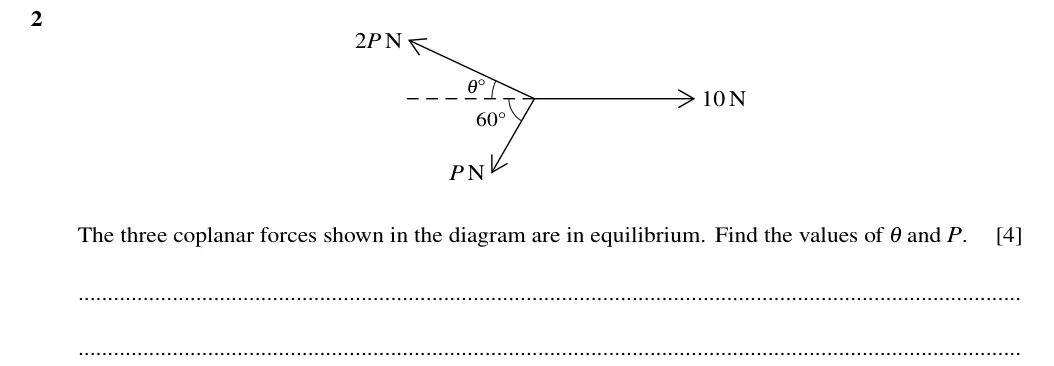 2
2P N
θ°
10 N
60°
P N
The three coplanar forces shown in the diagram are in equilibrium. Find the values of θ and P. [4]